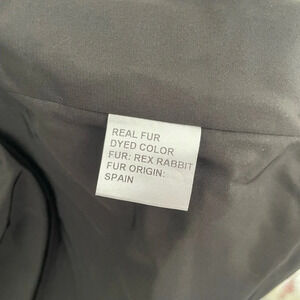 REAL FUR
DYED COLOR
FUR: REX RABBIT
FUR ORIGIN:
SPAIN